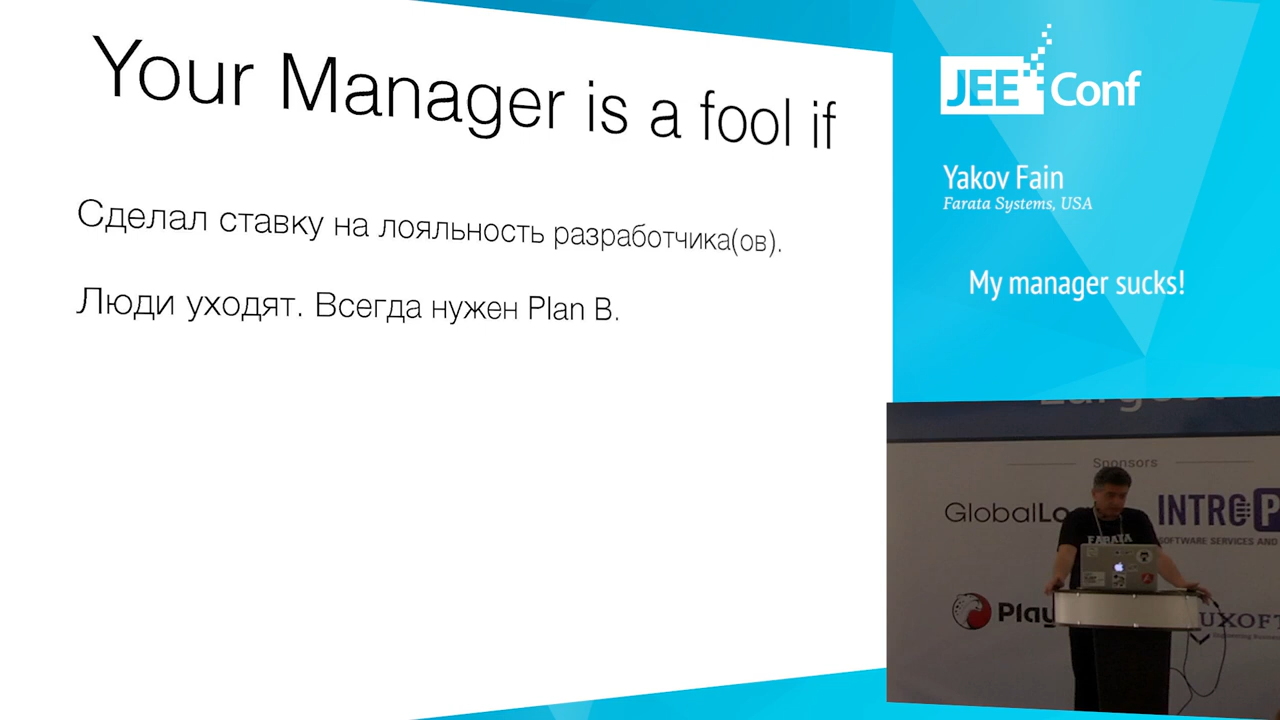 Your Manager is a fool if
Сделал ставку на лояльность разработчика(ов).
Люди уходят. Всегда нужен Plan B.
JEE Conf
Yakov Fain
Farata Systems, USA
My manager sucks!
Sponsors
INTRO
SOFTWARE SERVICES AND
FARATA
Play
UXOFT